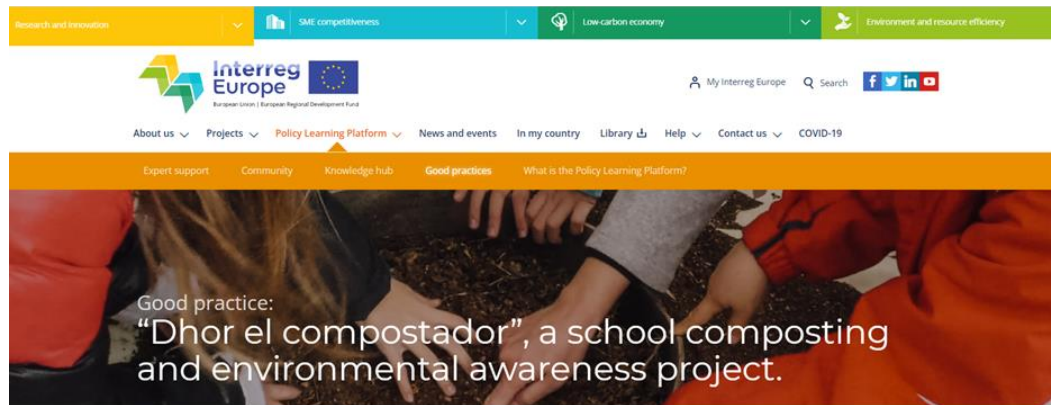 Research and Innovation
SME competitiveness
Low-carbon economy
Environment and resource efficiency
Interreg
Europe
European Union | European Regional Development Fund
My Interreg Europe
Search
About us
Projects
Policy Learning Platform
News and events
In my country
Library
Help
Contact us
COVID-19
Expert support
Community
Knowledge hub
Good practices
What is the Policy Learning Platform?
Good practice:
“Dhor el compostador”, a school composting
and environmental awareness project.